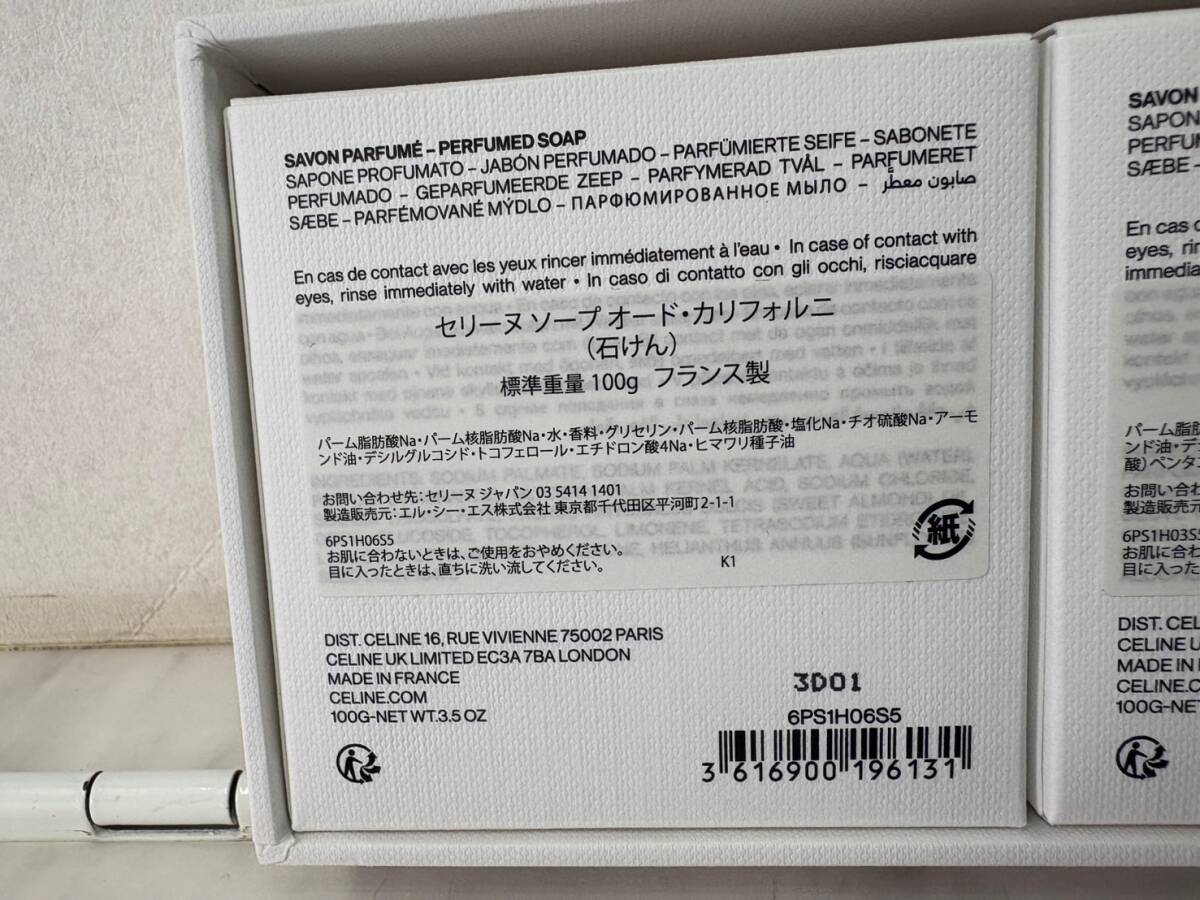 SAVON PARFUMÉ – PERFUMED SOAP
SAPONE PROFUMATO – JABÓN PERFUMADO – PARFÜMIERTE SEIFE – SABONETE
PERFUMADO – GEPARFUMEERDE ZEEP – PARFYMERAD TVÅL – PARFUMERET
SÆBE – PARFÉMOVANÉ MÝDLO – ПАРФЮМИРОВАННОЕ МЫЛО – صابون معطّر
En cas de contact avec les yeux rincer immédiatement à l'eau • In case of contact with
eyes, rinse immediately with water • In caso di contatto con gli occhi, risciacquare
セリーヌ ソープ オード・カリフォルニ
（石けん）
標準重量 100g フランス製
パーム脂肪酸Na・パーム核脂肪酸Na・水・香料・グリセリン・パーム核脂肪酸・塩化Na・チオ硫酸Na・アーモ
ンド油・デシルグルコシド・トコフェロール・エチドロン酸4Na・ヒマワリ種子油
お問い合わせ先：セリーヌ ジャパン 03 5414 1401
製造販売元：エル・シー・エス株式会社 東京都千代田区平河町2-1-1
6PS1H06S5
お肌に合わないときは、ご使用をおやめください。
目に入ったときは、直ちに洗い流してください。
K1
紙
DIST. CELINE 16, RUE VIVIENNE 75002 PARIS
CELINE UK LIMITED EC3A 7BA LONDON
MADE IN FRANCE
CELINE.COM
100G-NET WT.3.5 OZ
3D01
6PS1H06S5
3 616900 196131
SAVON
SAPON
PERFU
SÆBE –
En cas
eyes, rin
immedia
パーム脂
ンド油・デ
酸）ペンタ
お問い合
製造販売
6PS1H03S5
お肌に合わ
目に入った
DIST. CEL
CELINE U
MADE IN
CELINE.C
100G-NE